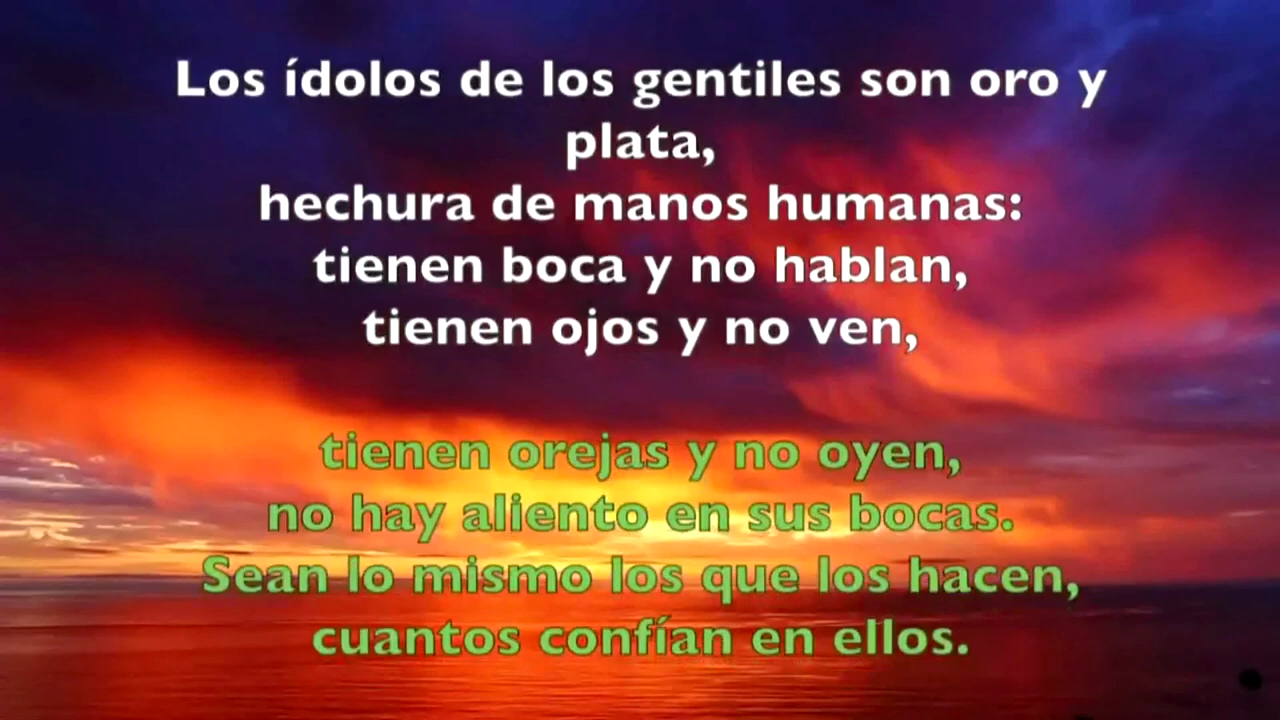 Los ídolos de los gentiles son oro y
plata,
hechura de manos humanas:
tienen boca y no hablan,
tienen ojos y no ven,
tienen orejas y no oyen,
no hay aliento en sus bocas.
Sean lo mismo los que los hacen,
cuantos confían en ellos.